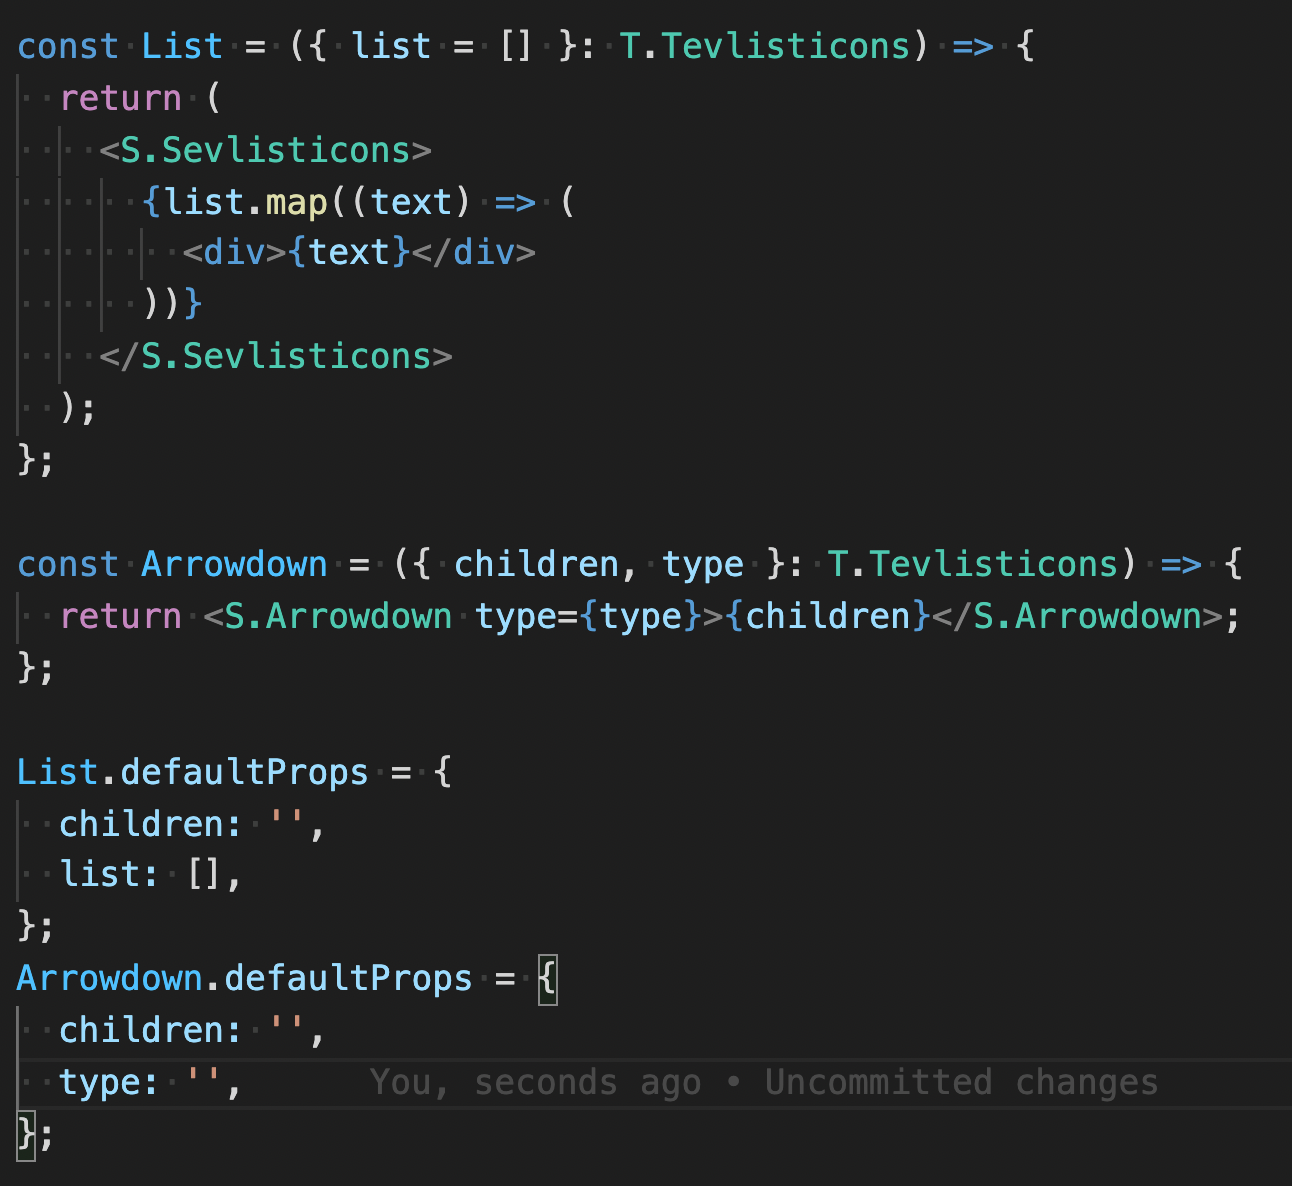 const List = ({ list = [] }: T.Tevlisticons) => {
  return (
    <S.Sevlisticons>
      {list.map((text) => (
        <div>{text}</div>
      ))}
    </S.Sevlisticons>
  );
};

const Arrowdown = ({ children, type }: T.Tevlisticons) => {
  return <S.Arrowdown type={type}>{children}</S.Arrowdown>;
};

List.defaultProps = {
  children: '',
  list: [],
};
Arrowdown.defaultProps = {
  children: '',
  type: '',      You, seconds ago • Uncommitted changes
};